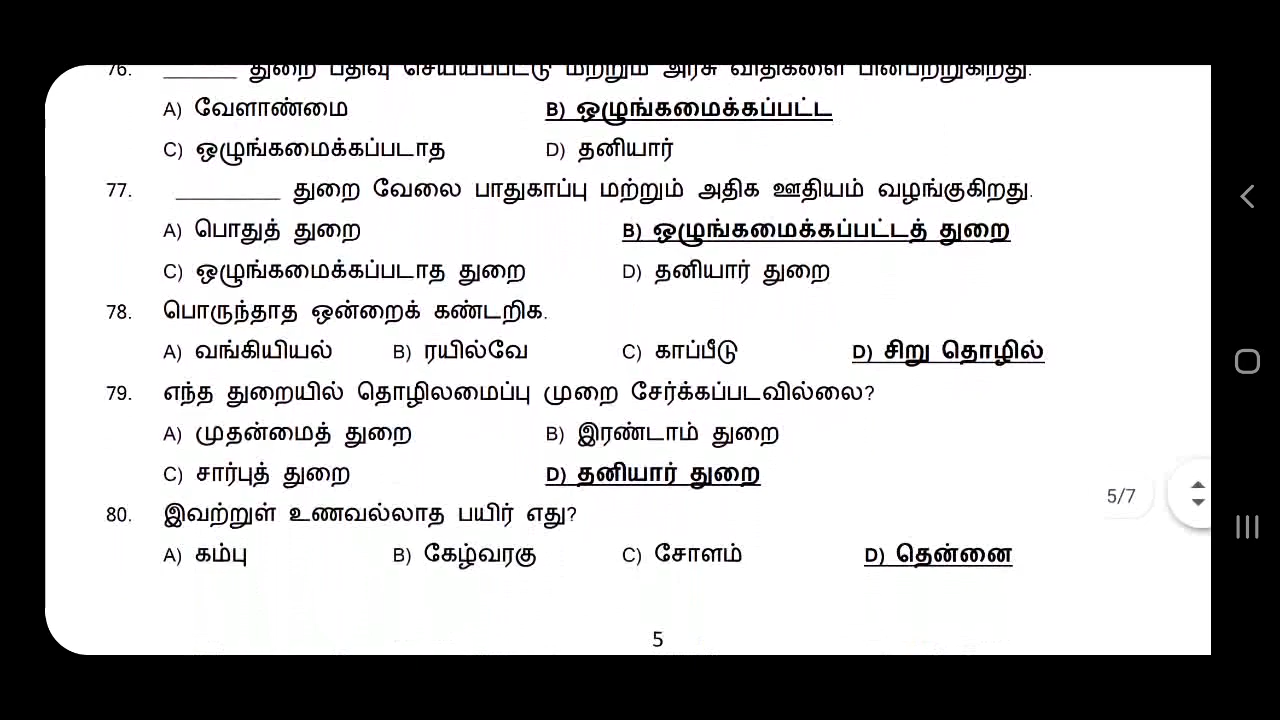 76. ______ துறை பதிவு செய்யப்பட்டு மற்றும் அரசு விதிகளை பின்பற்றுகிறது.
A) வேளாண்மை B) ஒழுங்கமைக்கப்பட்ட
C) ஒழுங்கமைக்கப்படாத D) தனியார்
77. ________ துறை வேலை பாதுகாப்பு மற்றும் அதிக ஊதியம் வழங்குகிறது.
A) பொதுத் துறை B) ஒழுங்கமைக்கப்பட்டத் துறை
C) ஒழுங்கமைக்கப்படாத துறை D) தனியார் துறை
78. பொருந்தாத ஒன்றைக் கண்டறிக.
A) வங்கியியல் B) ரயில்வே C) காப்பீடு D) சிறு தொழில்
79. எந்த துறையில் தொழிலமைப்பு முறை சேர்க்கப்படவில்லை?
A) முதன்மைத் துறை B) இரண்டாம் துறை
C) சார்புத் துறை D) தனியார் துறை
5/7
80. இவற்றுள் உணவல்லாத பயிர் எது?
A) கம்பு B) கேழ்வரகு C) சோளம் D) தென்னை
5